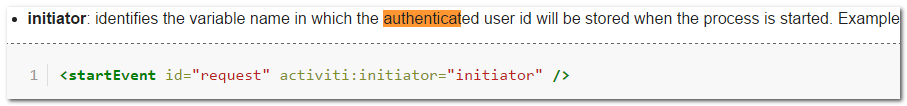 • initiator: identifies the variable name in which the authenticated user id will be stored when the process is started. Example
1 <startEvent id="request" activiti:initiator="initiator" />